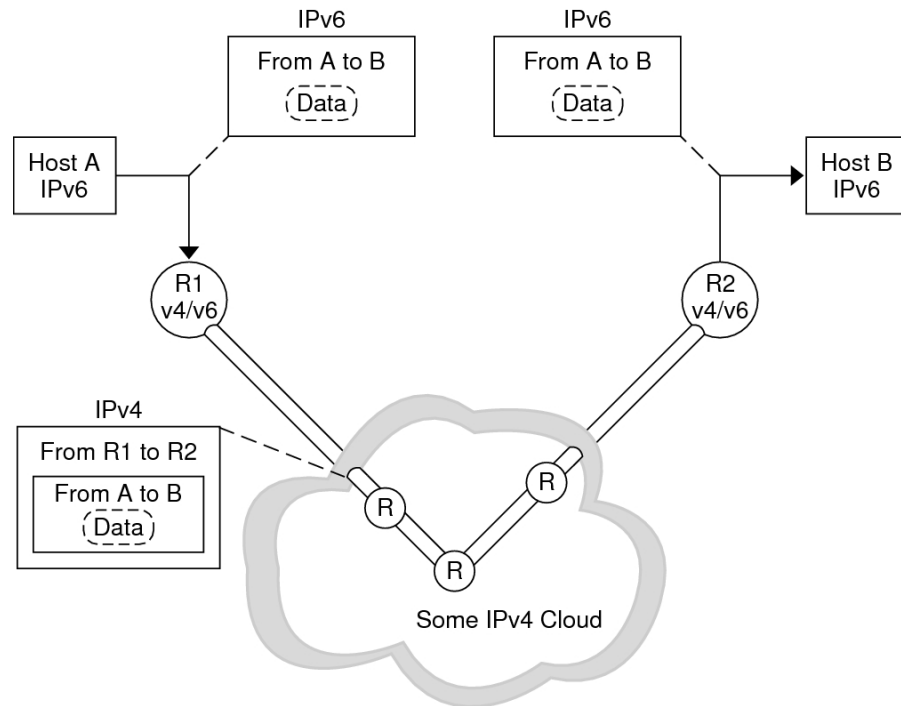 IPv6
From A to B
Data
IPv6
From A to B
Data
Host A
IPv6
Host B
IPv6
R1
v4/v6
R2
v4/v6
IPv4
From R1 to R2
From A to B
Data
R
R
R
Some IPv4 Cloud